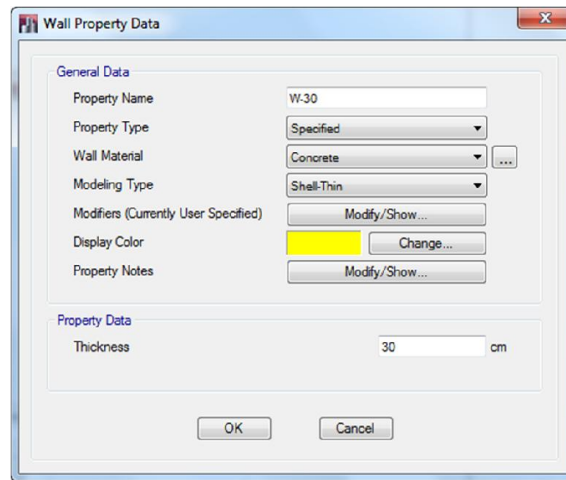 Wall Property Data
General Data
Property Name W-30
Property Type Specified
Wall Material Concrete ...
Modeling Type Shell-Thin
Modifiers (Currently User Specified) Modify/Show...
Display Color Change...
Property Notes Modify/Show...
Property Data
Thickness 30 cm
OK Cancel